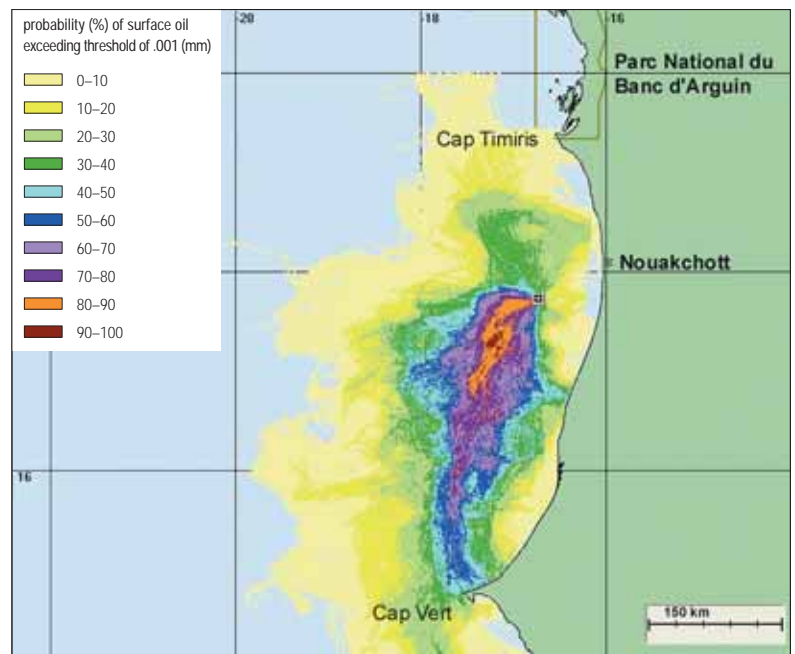 probability (%) of surface oil
exceeding threshold of .001 (mm)
0–10
10–20
20–30
30–40
40–50
50–60
60–70
70–80
80–90
90–100
-20
-18
-16
Parc National du
Banc d'Arguin
Cap Timiris
Nouakchott
16
Cap Vert
150 km